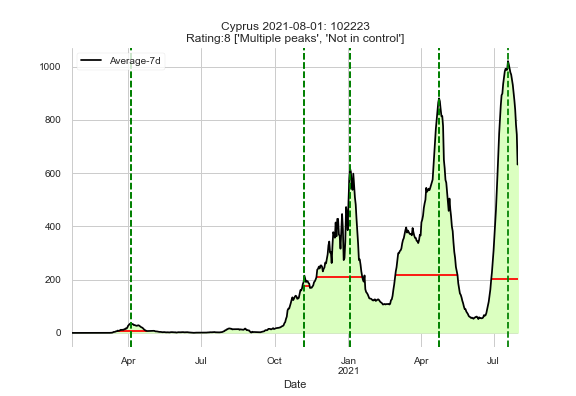 Cyprus 2021-08-01: 102223
Rating:8 ['Multiple peaks', 'Not in control']
Average-7d
1000
800
600
400
200
0
Apr
Jul
Oct
Jan
2021
Apr
Jul
Date